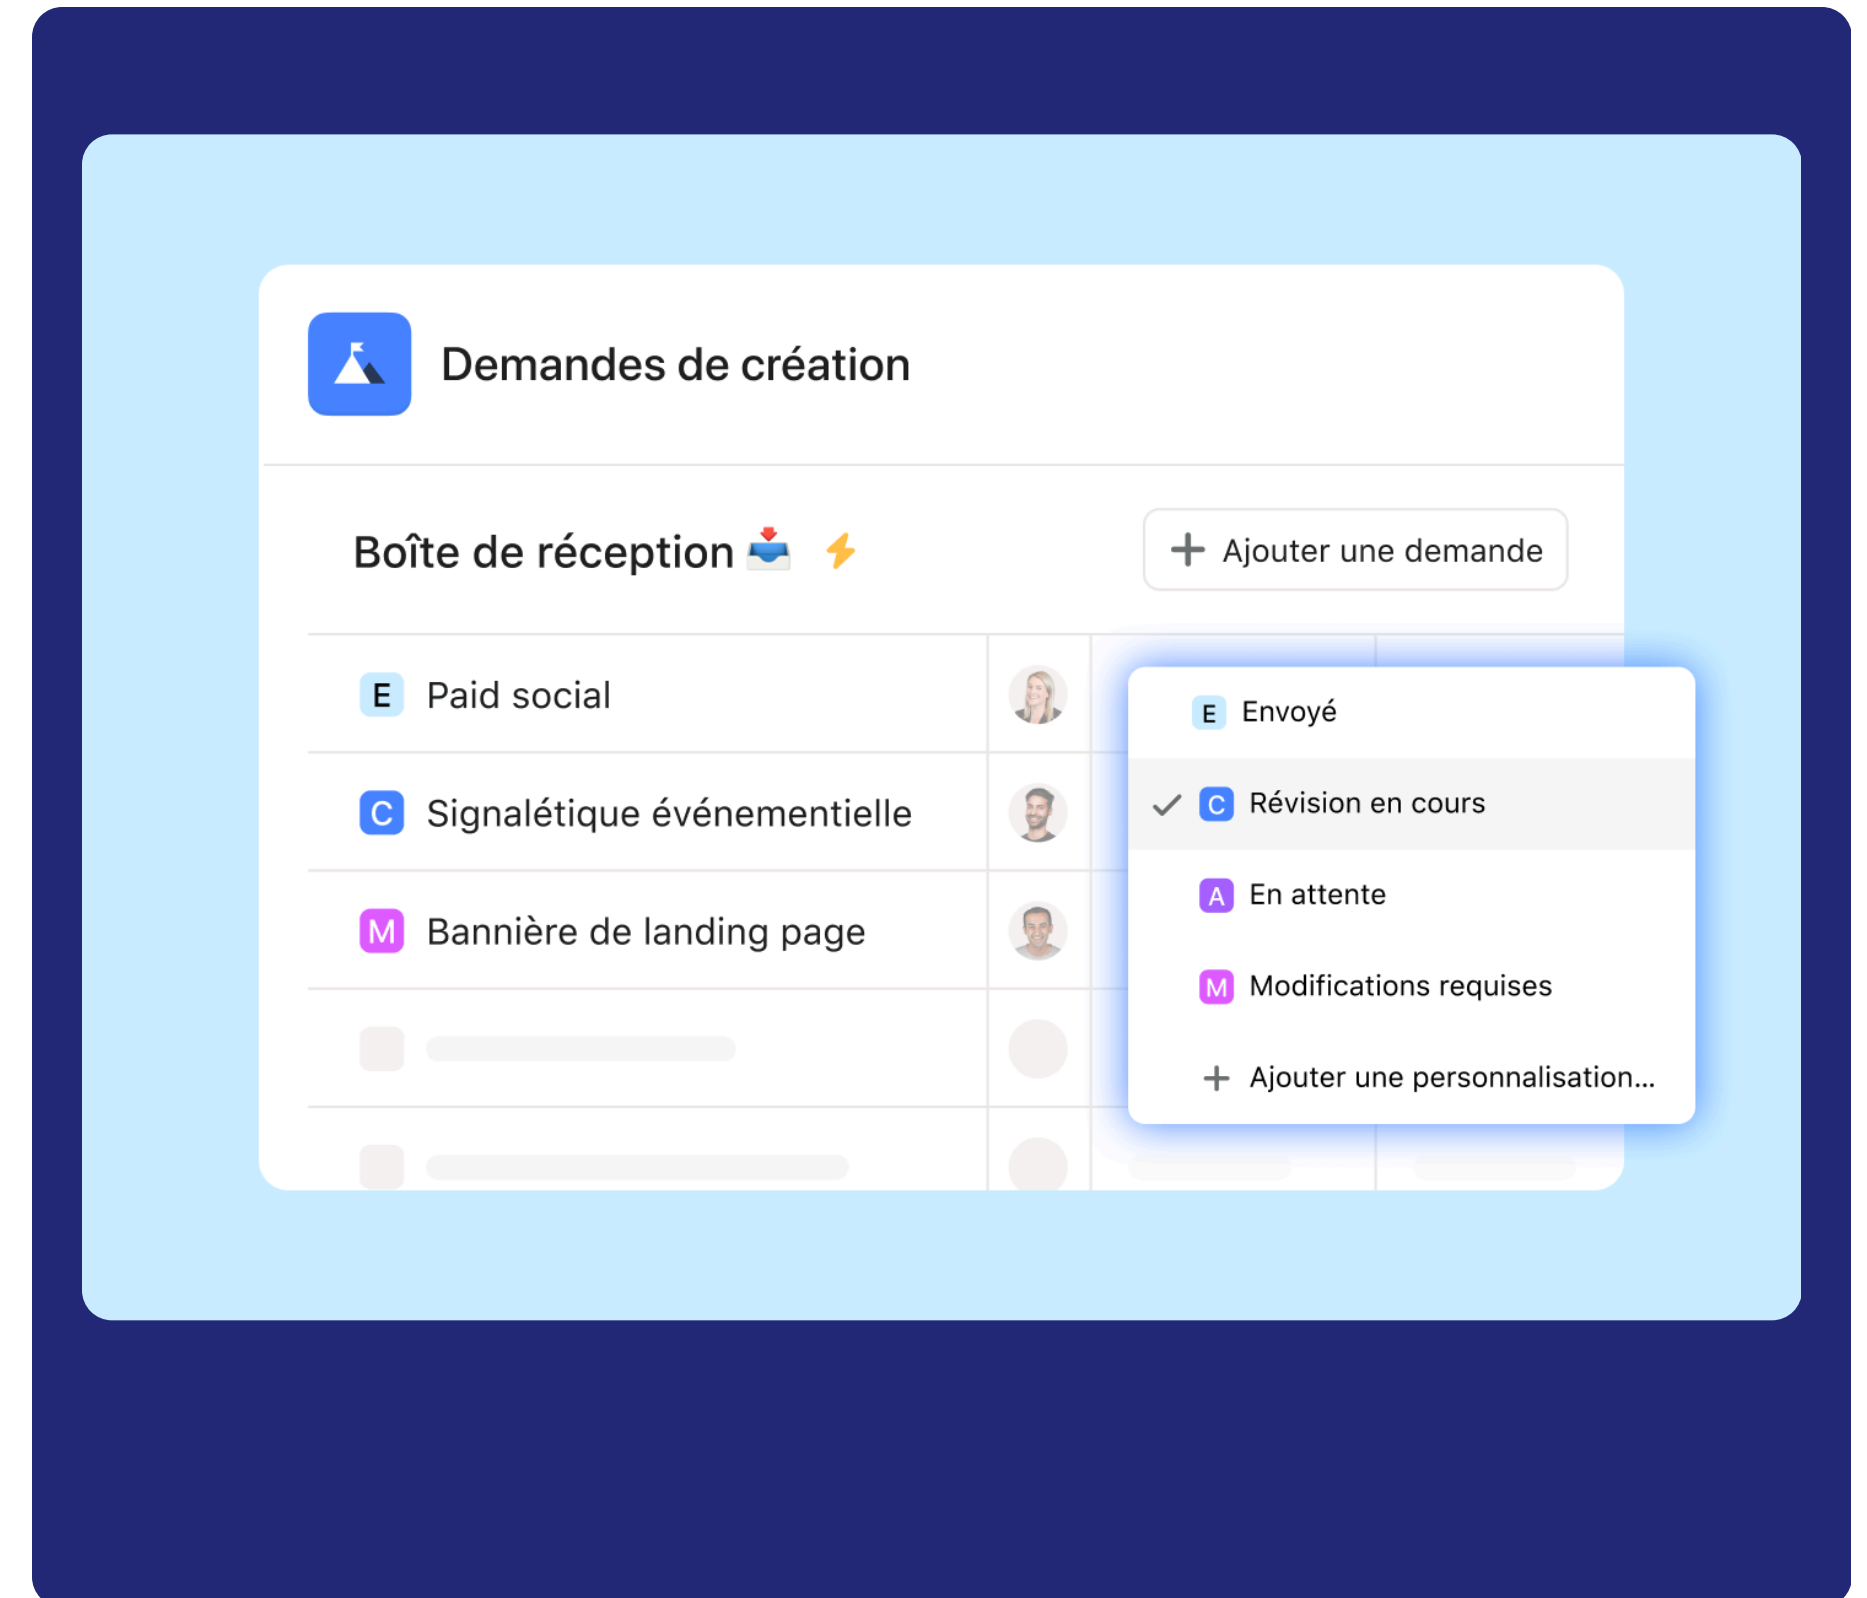 Demandes de création
Boîte de réception
+ Ajouter une demande
E Paid social
C Signalétique événementielle
M Bannière de landing page
E Envoyé
C Révision en cours
A En attente
M Modifications requises
+ Ajouter une personnalisation...